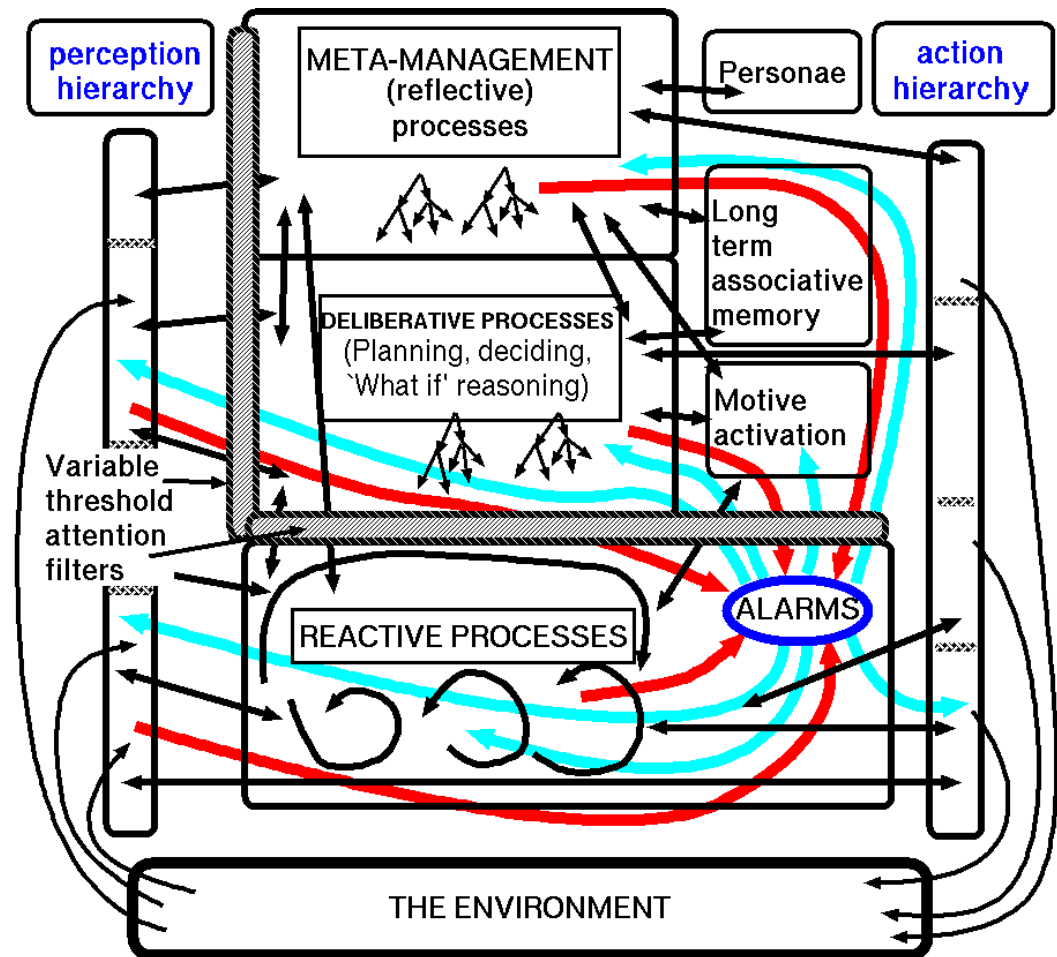 perception
hierarchy
META-MANAGEMENT
(reflective)
processes
Personae
action
hierarchy
Long
term
associative
memory
DELIBERATIVE PROCESSES
(Planning, deciding,
`What if' reasoning)
Motive
activation
Variable
threshold
attention
filters
ALARMS
REACTIVE PROCESSES
THE ENVIRONMENT